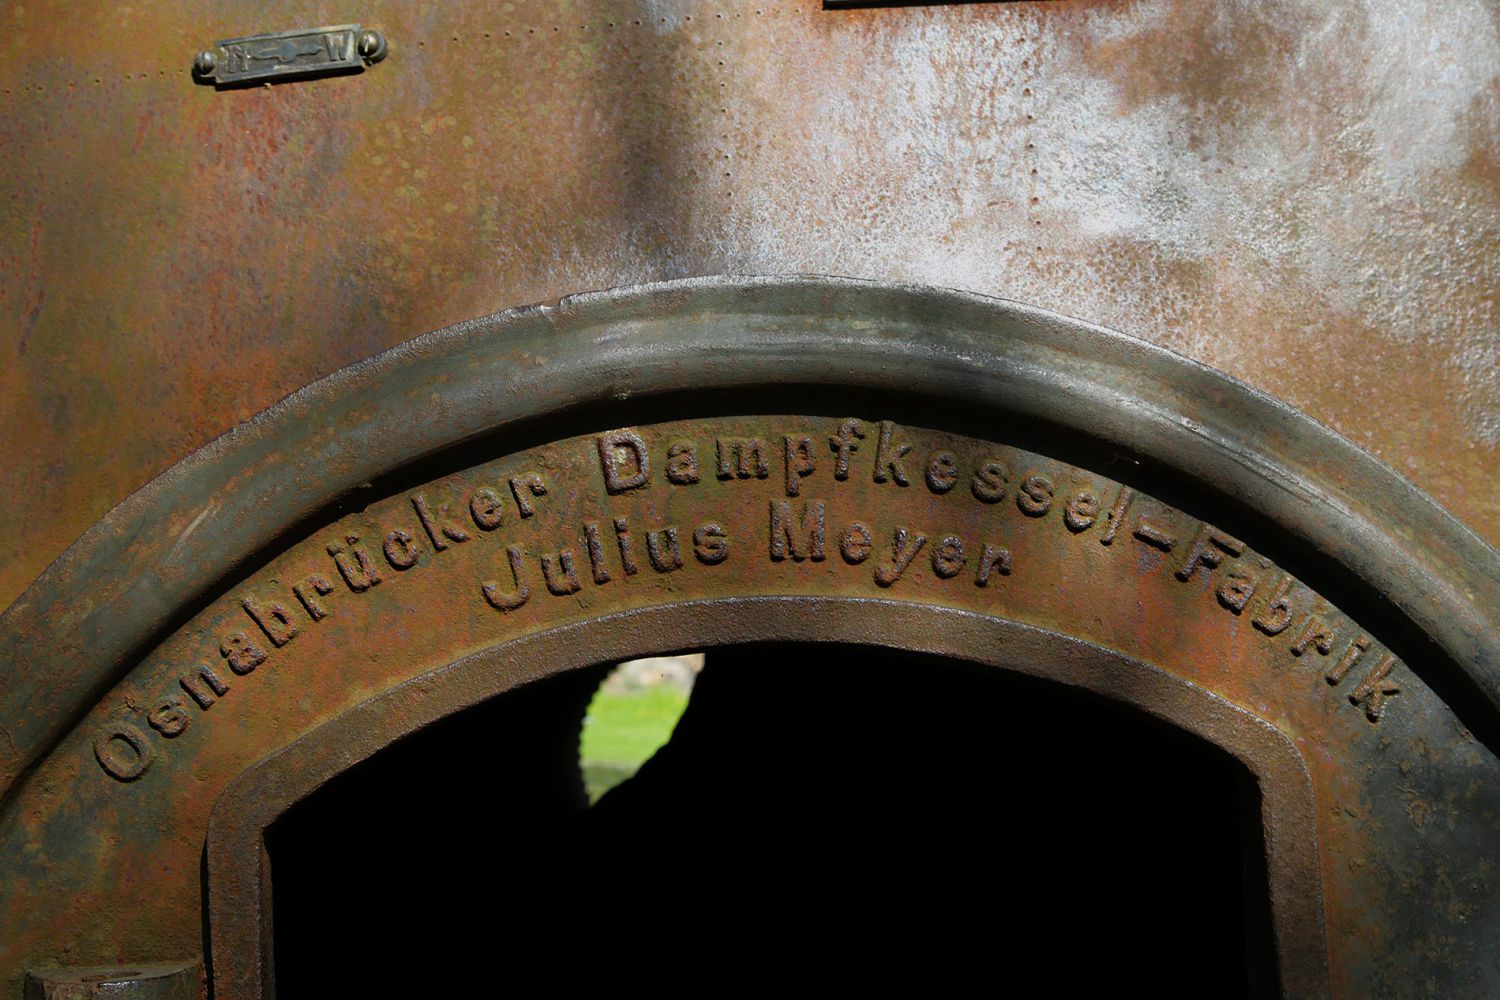 N W
Osnabrücker Dampfkessel-Fabrik
Julius Meyer